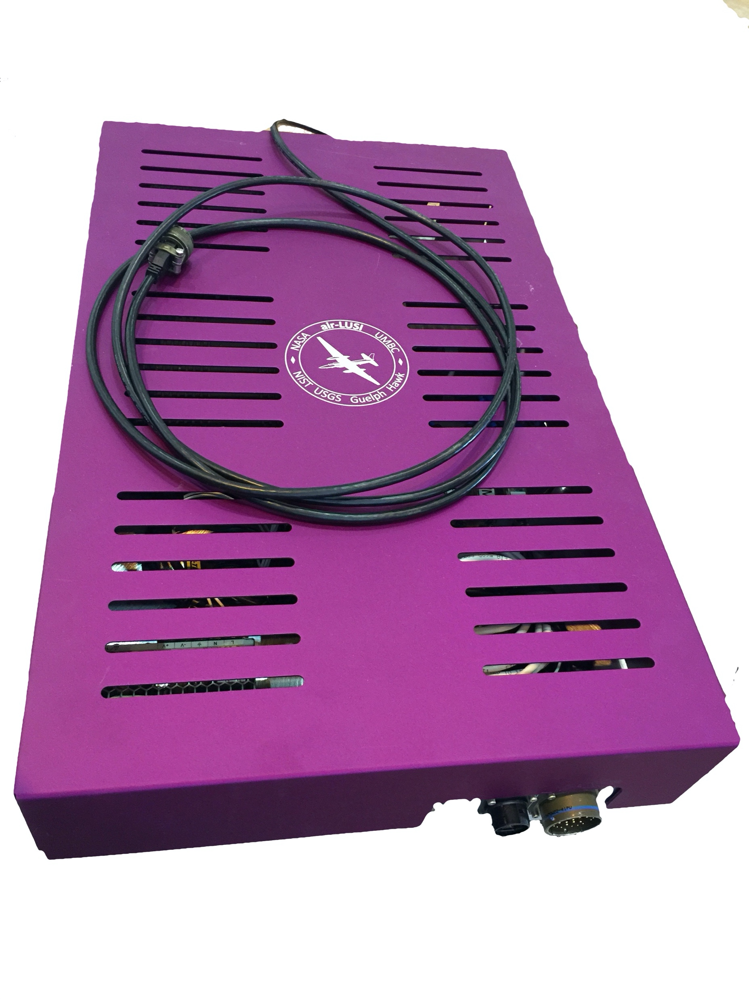 air-LUSI
NASA
UMBC
NIST USGS Guelph Hawk
V+ V- N L